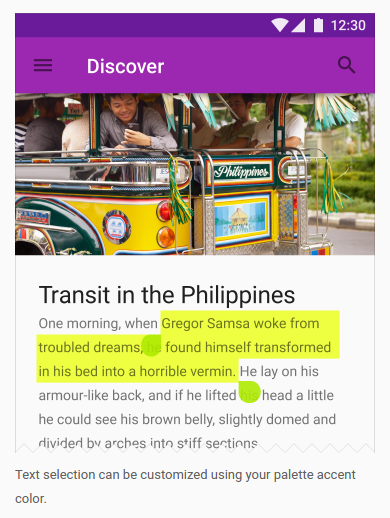 12:30
Discover
Philippines
Transit in the Philippines
One morning, when Gregor Samsa woke from
troubled dreams, he found himself transformed
in his bed into a horrible vermin. He lay on his
armour-like back, and if he lifted his head a little
he could see his brown belly, slightly domed and
divided by arches into stiff sections
Text selection can be customized using your palette accent
color.